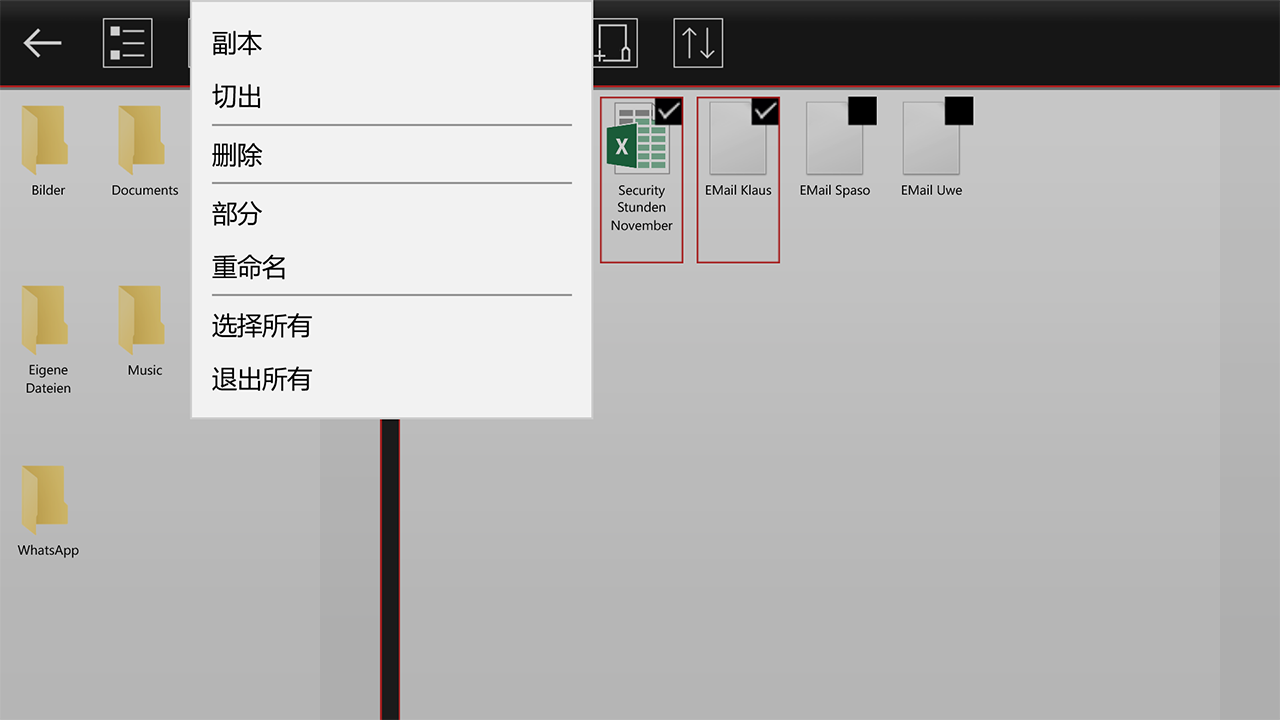 副本
切出
删除
部分
重命名
选择所有
退出所有
Bilder
Documents
Eigene
Dateien
Music
WhatsApp
X
Security
Stunden
November
EMail Klaus
EMail Spaso
EMail Uwe